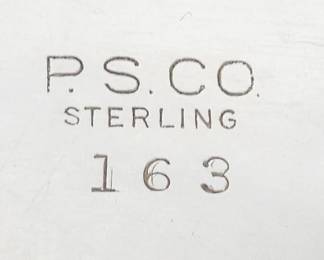 P. S. CO.
STERLING
163